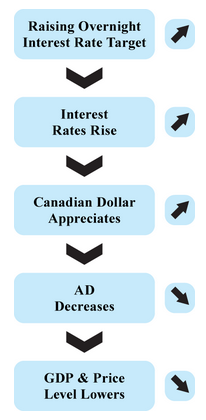 Raising Overnight
Interest Rate Target
Interest
Rates Rise
Canadian Dollar
Appreciates
AD
Decreases
GDP & Price
Level Lowers